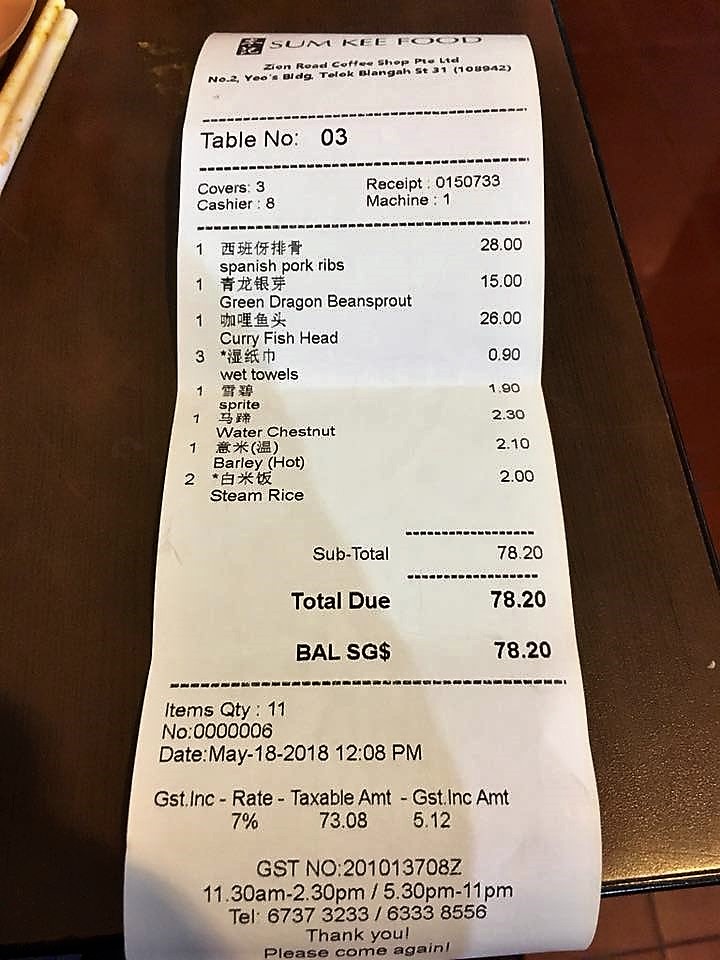 森记 SUM KEE FOOD
Zion Road Coffee Shop Pte Ltd
No.2, Yeo's Bldg, Telok Blangah St 31 (108942)
Table No: 03
Covers: 3 Receipt : 0150733
Cashier : 8 Machine : 1
1 西班伢排骨 28.00
spanish pork ribs
1 青龙银芽 15.00
Green Dragon Beansprout
1 咖哩鱼头 26.00
Curry Fish Head
3 *湿纸巾 0.90
wet towels
1 雪碧 1.90
sprite
1 马蹄 2.30
Water Chestnut
1 意米(温) 2.10
Barley (Hot)
2 *白米饭 2.00
Steam Rice
Sub-Total 78.20
Total Due 78.20
BAL SG$ 78.20
Items Qty : 11
No:0000006
Date:May-18-2018 12:08 PM
Gst.Inc - Rate - Taxable Amt - Gst.Inc Amt
7% 73.08 5.12
GST NO:201013708Z
11.30am-2.30pm / 5.30pm-11pm
Tel: 6737 3233 / 6333 8556
Thank you!
Please come again!